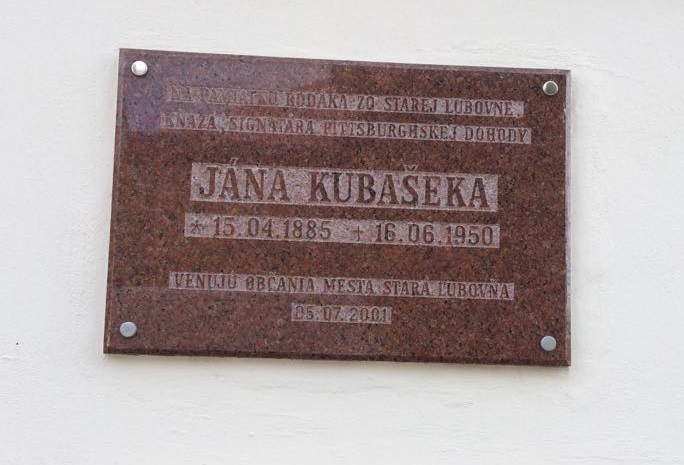 NA PAMIATKU RODÁKA ZO STAREJ ĽUBOVNE,
KŇAZA, SIGNATÁRA PITTSBURGHSKEJ DOHODY
JÁNA KUBAŠEKA
* 15.04.1885 + 16.06.1950
VENUJÚ OBČANIA MESTA STARÁ ĽUBOVŇA
05.07.2001